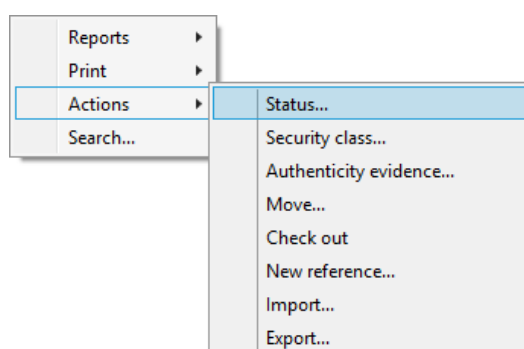 Reports
Print
Actions
Search...
Status...
Security class...
Authenticity evidence...
Move...
Check out
New reference...
Import...
Export...